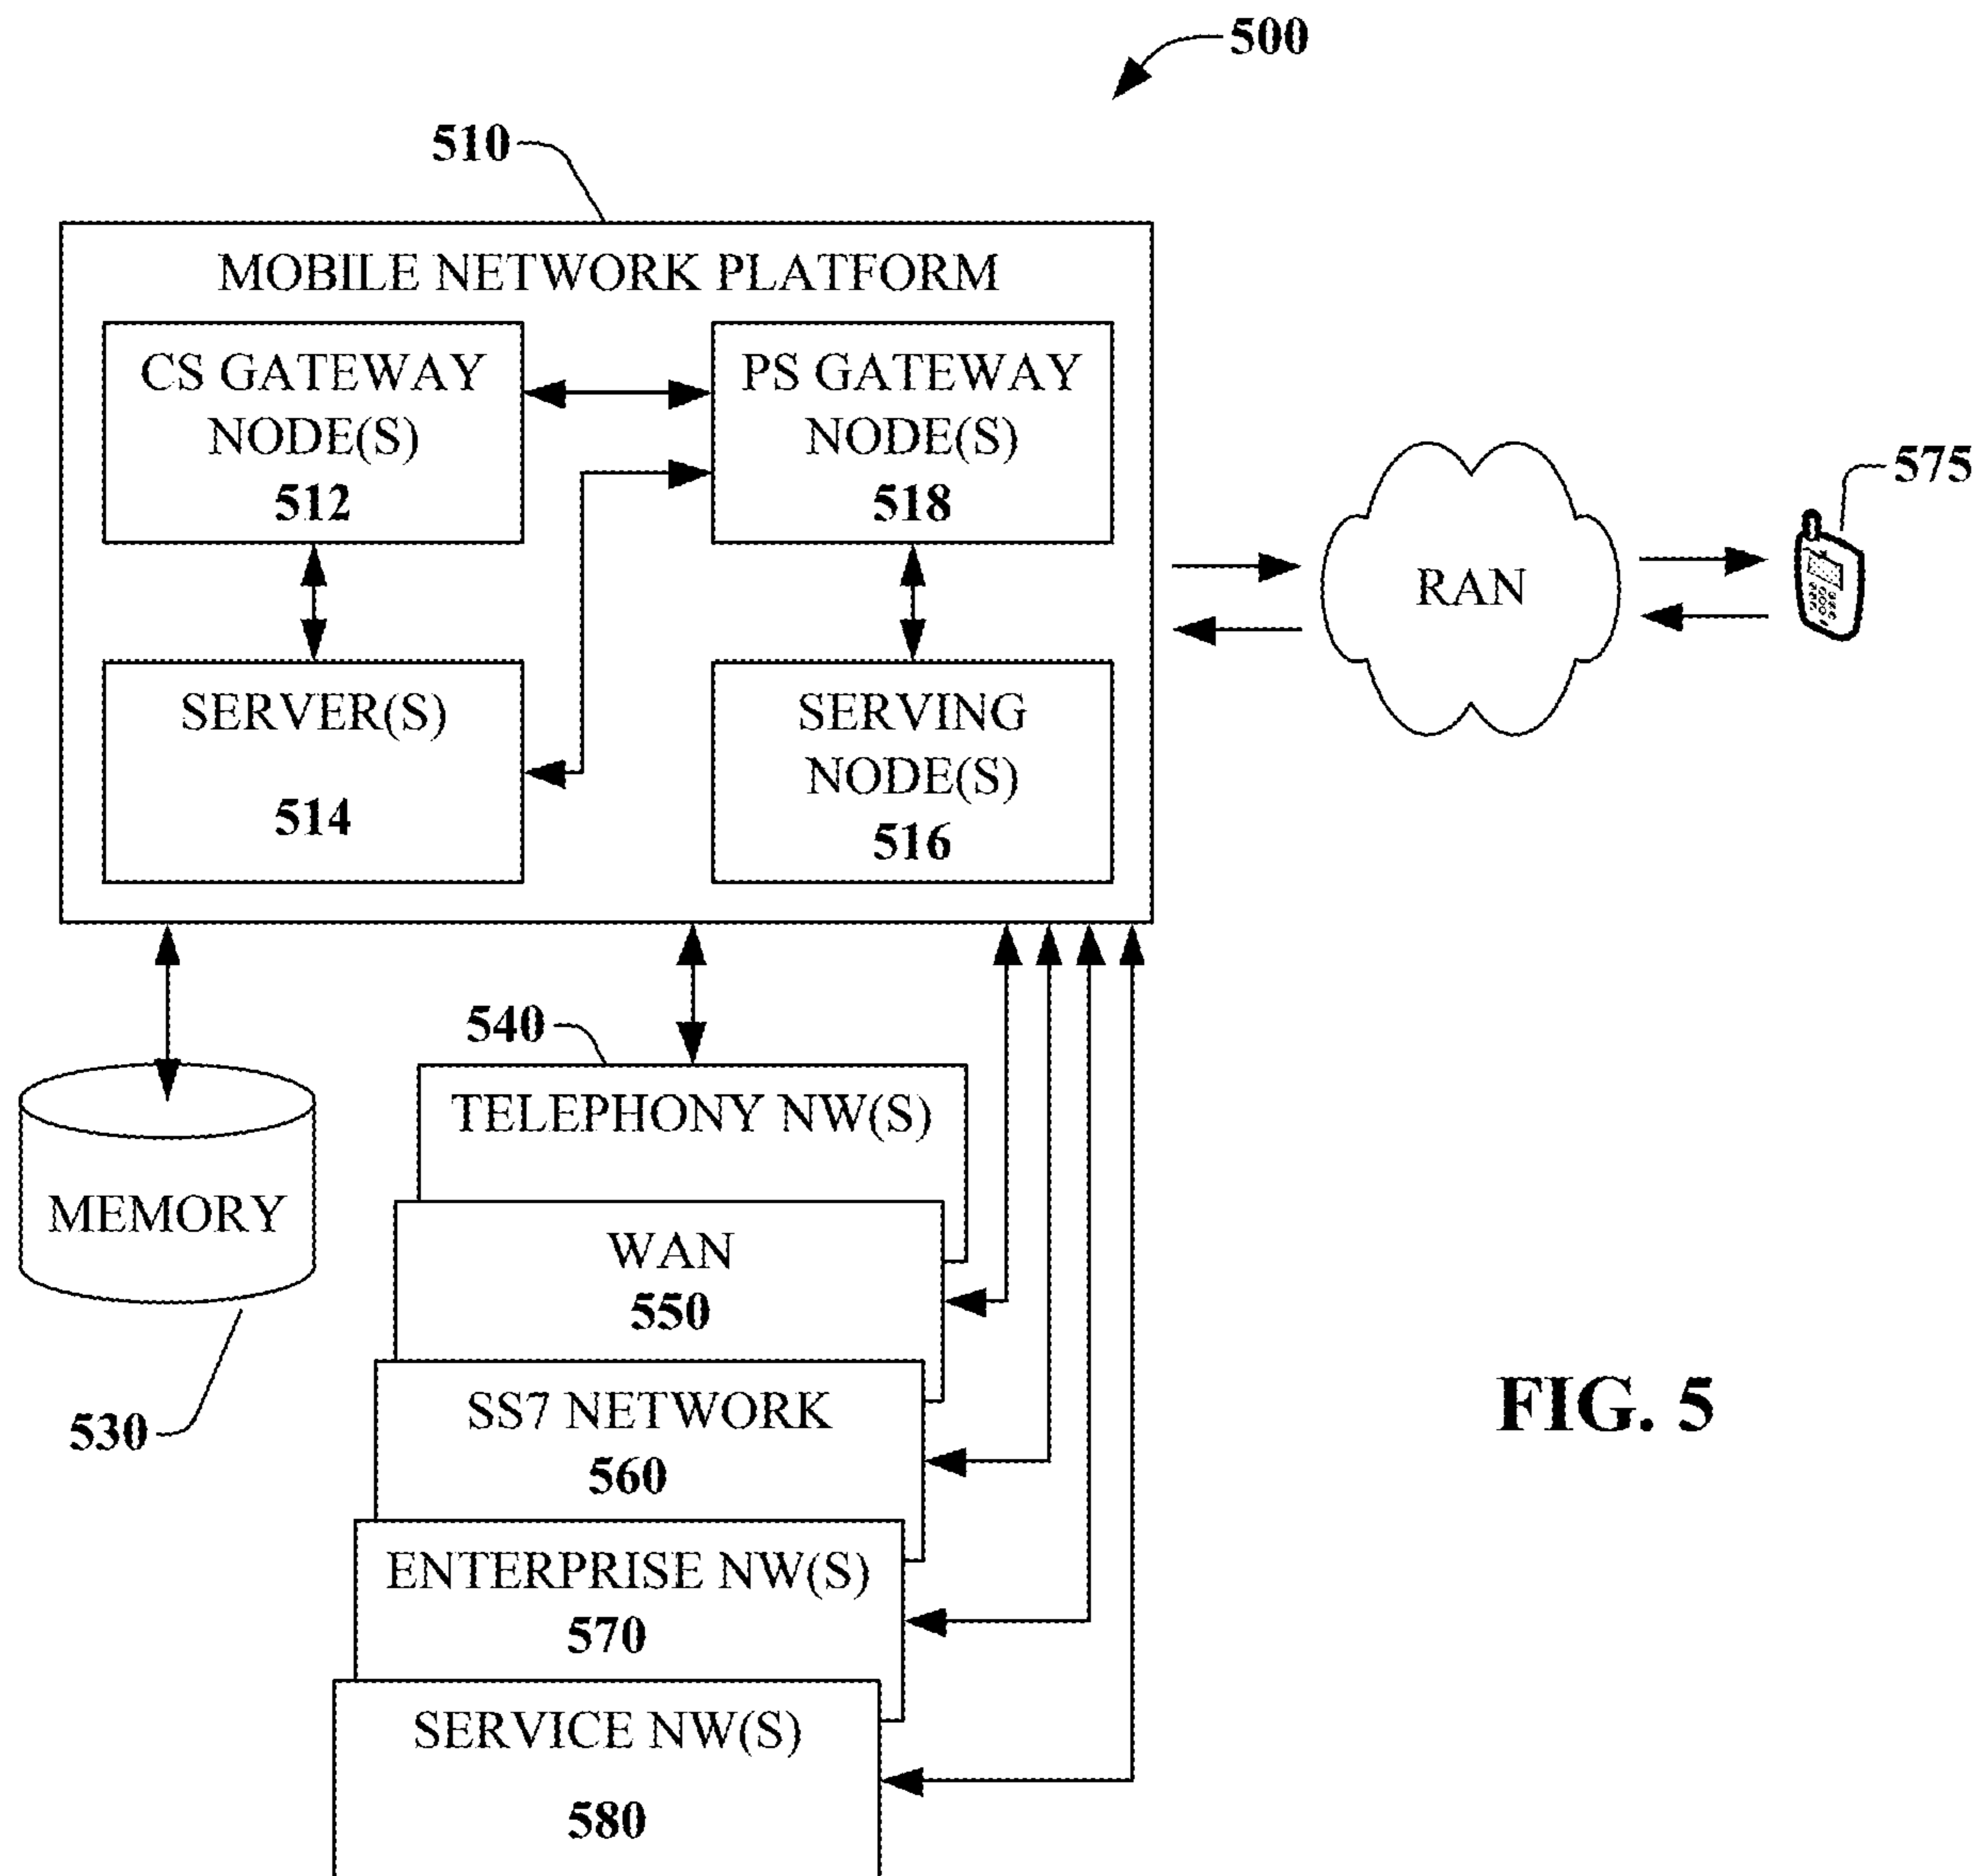 500
510
MOBILE NETWORK PLATFORM
CS GATEWAY
NODE(S)
512
PS GATEWAY
NODE(S)
518
SERVER(S)
514
SERVING
NODE(S)
516
RAN
575
540
TELEPHONY NW(S)
MEMORY
530
WAN
550
SS7 NETWORK
560
ENTERPRISE NW(S)
570
SERVICE NW(S)
580
FIG. 5